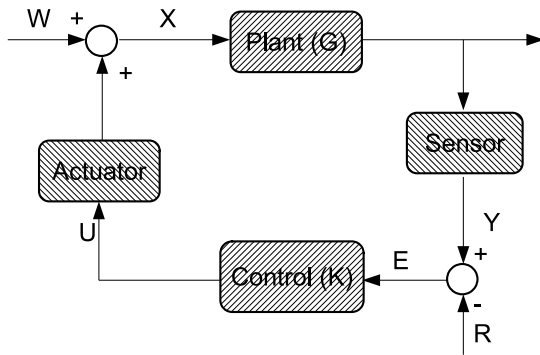 W
+
X
Plant (G)
+
Actuator
Sensor
U
Y
E
+
Control (K)
-
R